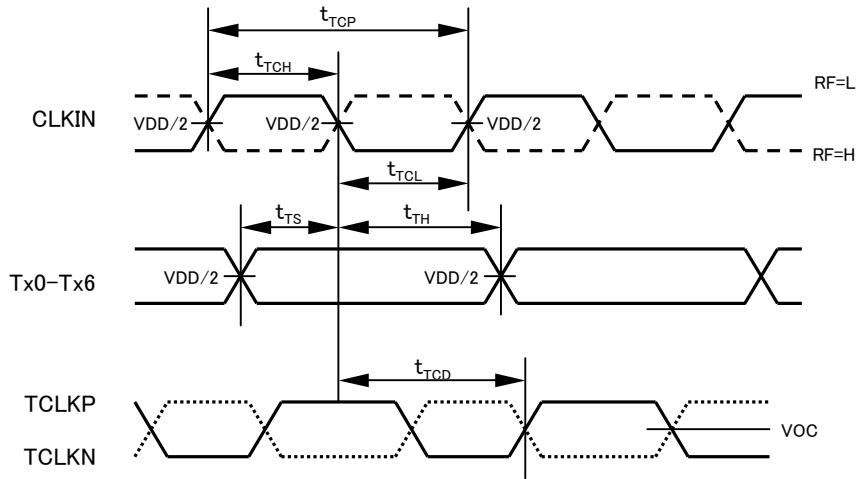 tTCP
tTCH
RF=L
CLKIN
VDD/2
VDD/2
VDD/2
RF=H
tTCL
tTS
tTH
Tx0-Tx6
VDD/2
VDD/2
tTCD
TCLKP
VOC
TCLKN